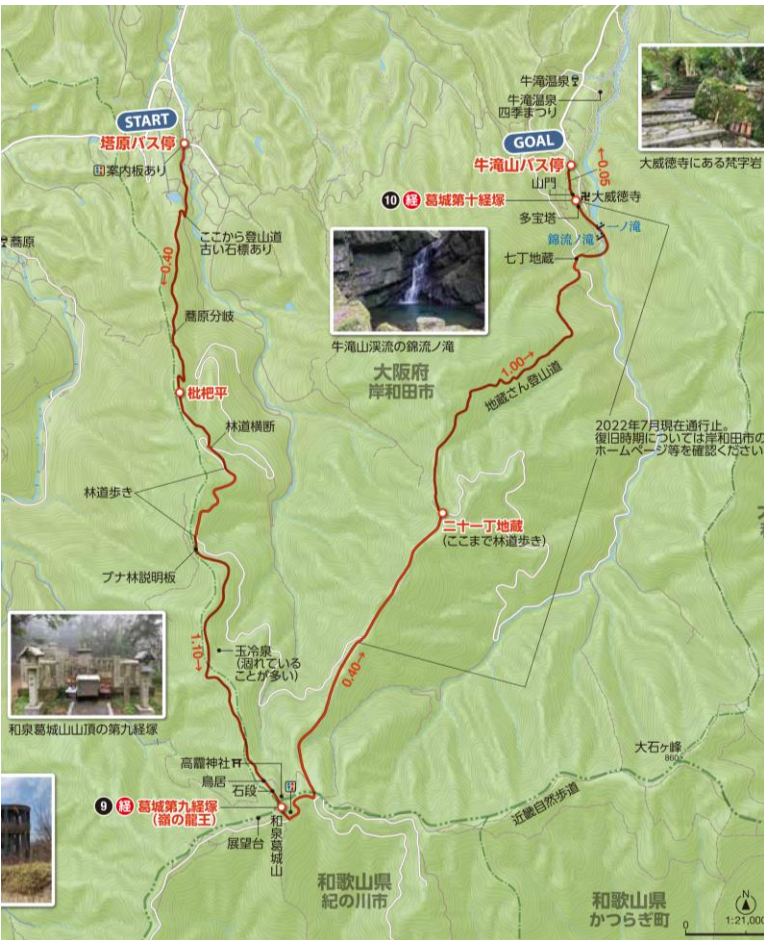 START
塔原バス停
案内板あり
ここから登山道
古い石標あり
蕎原
←0.40
蕎原分岐
枇杷平
林道横断
林道歩き
ブナ林説明板
1.10→
玉冷泉
(涸れている
ことが多い)
和泉葛城山山頂の第九経塚
高龗神社
鳥居
石段
9 経 葛城第九経塚
(嶺の龍王)
展望台
和泉葛城山
牛滝温泉
牛滝温泉
四季まつり
GOAL
牛滝山バス停
←0.05
大威徳寺にある梵字岩
山門
大威徳寺
10 経 葛城第十経塚
多宝塔
一ノ滝
錦流ノ滝
七丁地蔵
牛滝山渓流の錦流ノ滝
大阪府
岸和田市
1.00→
地蔵さん登山道
2022年7月現在通行止。
復旧時期については岸和田市の
ホームページ等を確認ください
二十一丁地蔵
(ここまで林道歩き)
0.40→
大石ヶ峰
860
近畿自然歩道
和歌山県
紀の川市
和歌山県
かつらぎ町
N
0
1:21,000